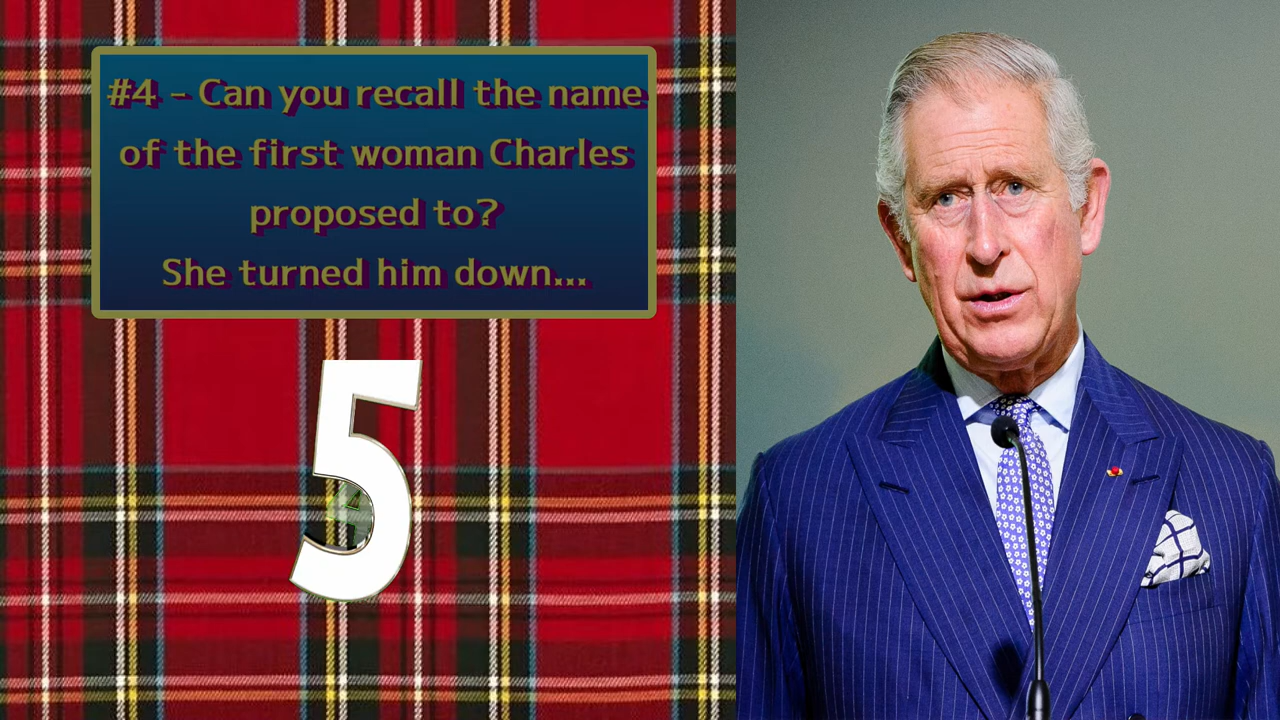 #4 - Can you recall the name
of the first woman Charles
proposed to?
She turned him down...
5